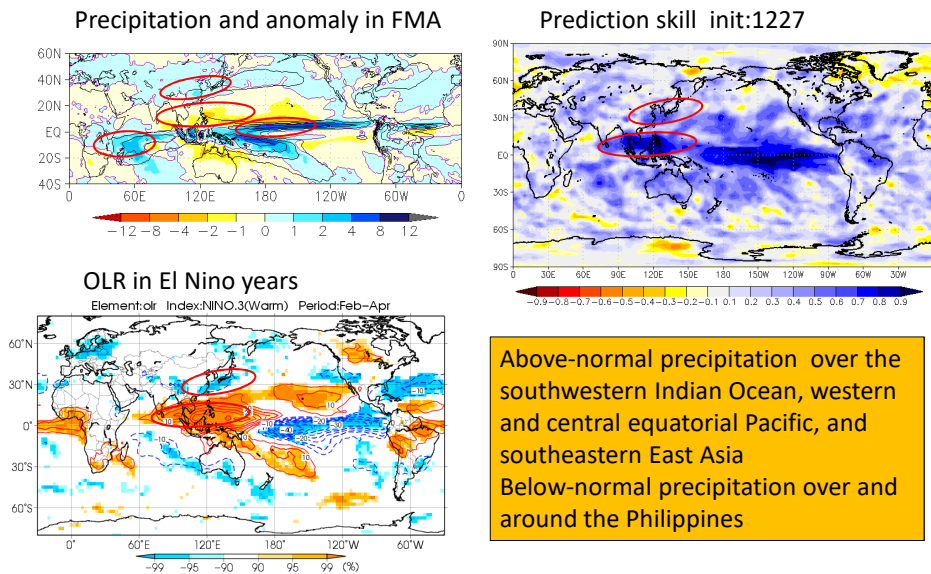 Precipitation and anomaly in FMA
60N
40N
20N
EQ
20S
40S
0
60E
120E
180
120W
60W
0
-12 -8 -4 -2 -1 0 1 2 4 8 12
Prediction skill init:1227
90N
60N
30N
EQ
30S
60S
90S
0
30E
60E
90E
120E
150E
180
150W
120W
90W
60W
30W
-0.9-0.8-0.7-0.6-0.5-0.4-0.3-0.2-0.1 0.1 0.2 0.3 0.4 0.5 0.6 0.7 0.8 0.9
OLR in El Nino years
Element:olr Index:NINO.3(Warm) Period:Feb-Apr
60°N
30°N
0°
30°S
60°S
0°
60°E
120°E
180°
120°W
60°W
-99 -95 -90 90 95 99 (%)
Above-normal precipitation over the
southwestern Indian Ocean, western
and central equatorial Pacific, and
southeastern East Asia
Below-normal precipitation over and
around the Philippines